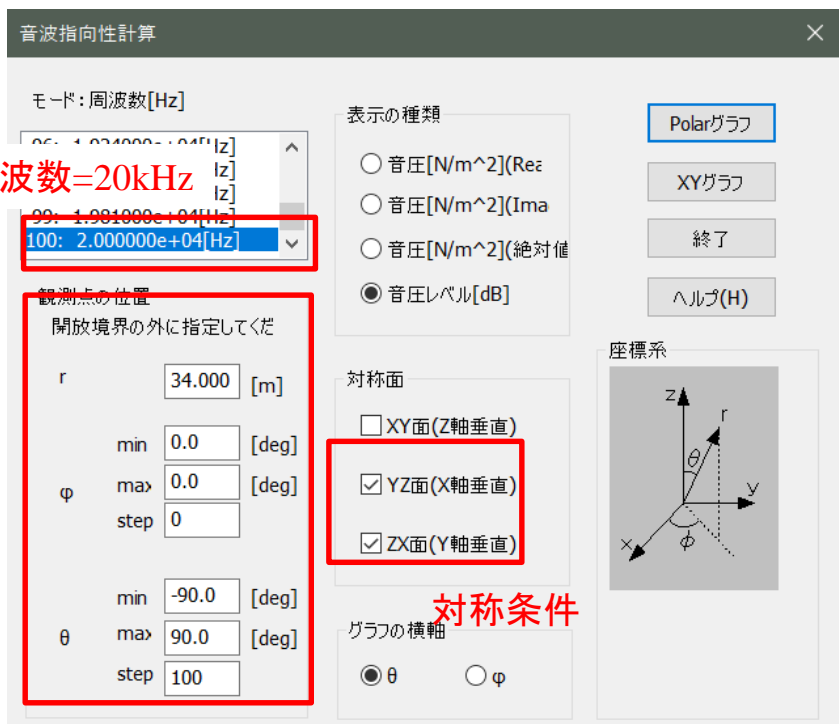 音波指向性計算
モード:周波数[Hz]
波数=20kHz
99: 1.981000e+04[Hz]
100: 2.000000e+04[Hz]
観測点の位置
開放境界の外に指定してくだ
r 34.000 [m]
φ
min 0.0 [deg]
max 0.0 [deg]
step 0
θ
min -90.0 [deg]
max 90.0 [deg]
step 100
表示の種類
音圧[N/m^2](Rea
音圧[N/m^2](Ima
音圧[N/m^2](絶対値
音圧レベル[dB]
対称面
XY面(Z軸垂直)
YZ面(X軸垂直)
ZX面(Y軸垂直)
対称条件
グラフの横軸
θ φ
Polarグラフ
XYグラフ
終了
ヘルプ(H)
座標系
z
r
θ
y
x
φ